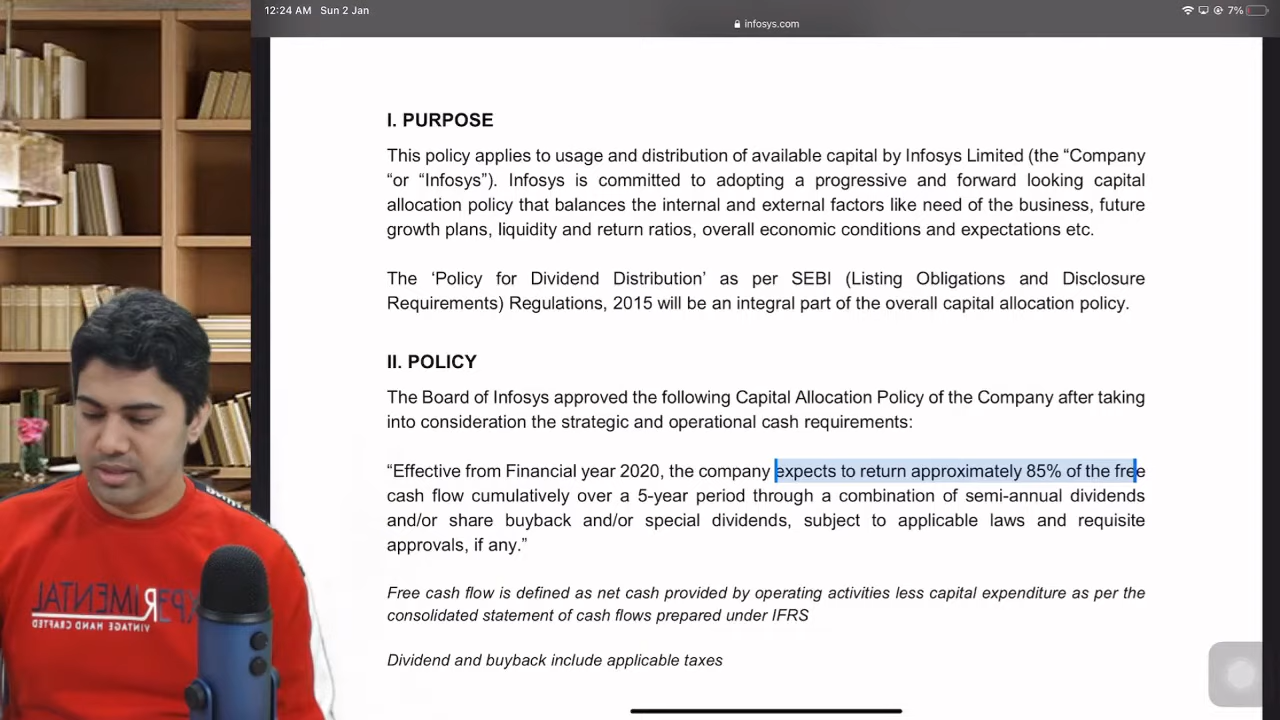 12:24 AM Sun 2 Jan
7%
infosys.com
I. PURPOSE
This policy applies to usage and distribution of available capital by Infosys Limited (the “Company
“or “Infosys”). Infosys is committed to adopting a progressive and forward looking capital
allocation policy that balances the internal and external factors like need of the business, future
growth plans, liquidity and return ratios, overall economic conditions and expectations etc.
The ‘Policy for Dividend Distribution’ as per SEBI (Listing Obligations and Disclosure
Requirements) Regulations, 2015 will be an integral part of the overall capital allocation policy.
II. POLICY
The Board of Infosys approved the following Capital Allocation Policy of the Company after taking
into consideration the strategic and operational cash requirements:
“Effective from Financial year 2020, the company expects to return approximately 85% of the free
cash flow cumulatively over a 5-year period through a combination of semi-annual dividends
and/or share buyback and/or special dividends, subject to applicable laws and requisite
approvals, if any.”
Free cash flow is defined as net cash provided by operating activities less capital expenditure as per the
consolidated statement of cash flows prepared under IFRS
Dividend and buyback include applicable taxes
VINTAGE HAND CRAFTED